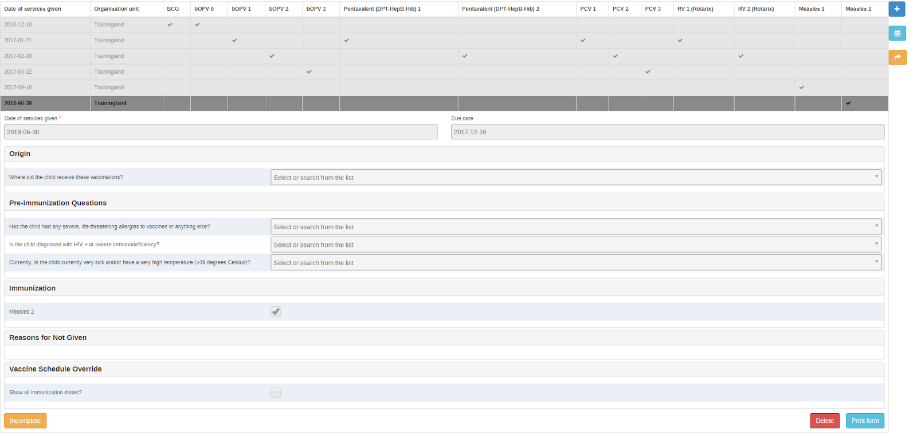 Date of services given Organisation unit BCG bOPV 0 bOPV 1 bOPV 2 bOPV 3 Pentavalent (DPT-HepB-Hib) 1 Pentavalent (DPT-HepB-Hib) 2 PCV 1 PCV 2 PCV 3 RV 1 (Rotarix) RV 2 (Rotarix) Measles 1 Measles 2
Trainingland
2017-01-21 Trainingland
2017-02-20 Trainingland
2017-03-22 Trainingland
2017-09-16 Trainingland
2018-06-30 Trainingland
Date of services given * Due date
2018-06-30 2017-12-16
Origin
Where did the child receive these vaccinations? Select or search from the list
Pre-immunization Questions
Has the child had any severe, life-threatening allergies to vaccines or anything else? Select or search from the list
Is the child diagnosed with HIV + or severe immunodeficiency? Select or search from the list
Currently, is the child currently very sick and/or have a very high temperature (>39 degrees Celsius)? Select or search from the list
Immunization
Measles 2
Reasons for Not Given
Vaccine Schedule Override
Show all immunization doses?
Incomplete Delete Print form